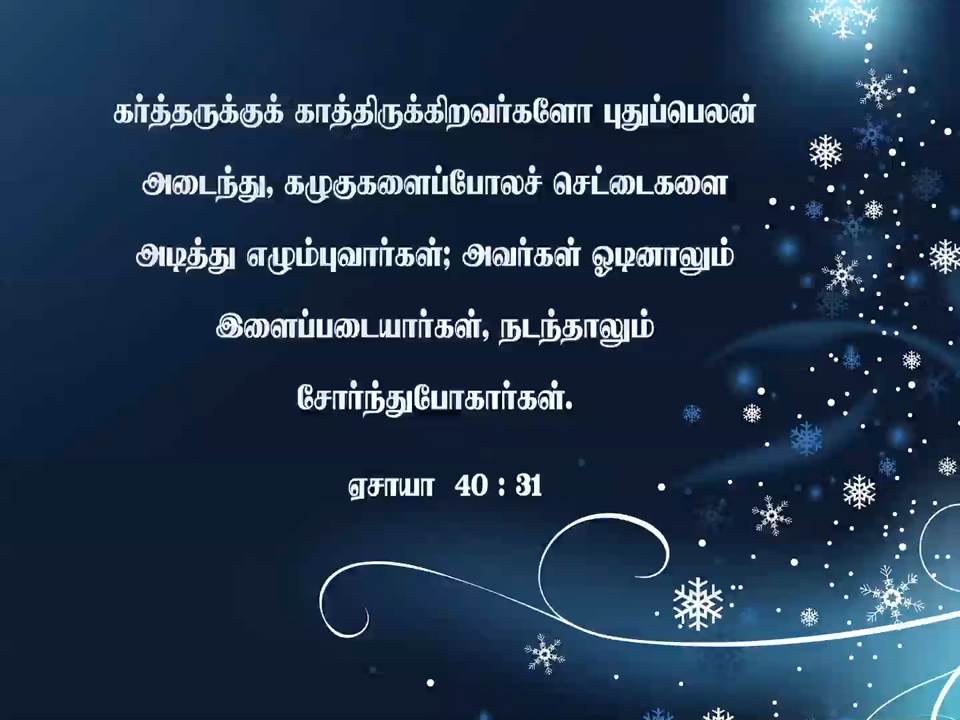 கர்த்தருக்குக் காத்திருக்கிறவர்களோ புதுப்பெலன்
அடைந்து, கழுகுகளைப்போலச் செட்டைகளை
அடித்து எழும்புவார்கள்; அவர்கள் ஓடினாலும்
இளைப்படையார்கள், நடந்தாலும்
சோர்ந்துபோகார்கள்.
ஏசாயா 40 : 31